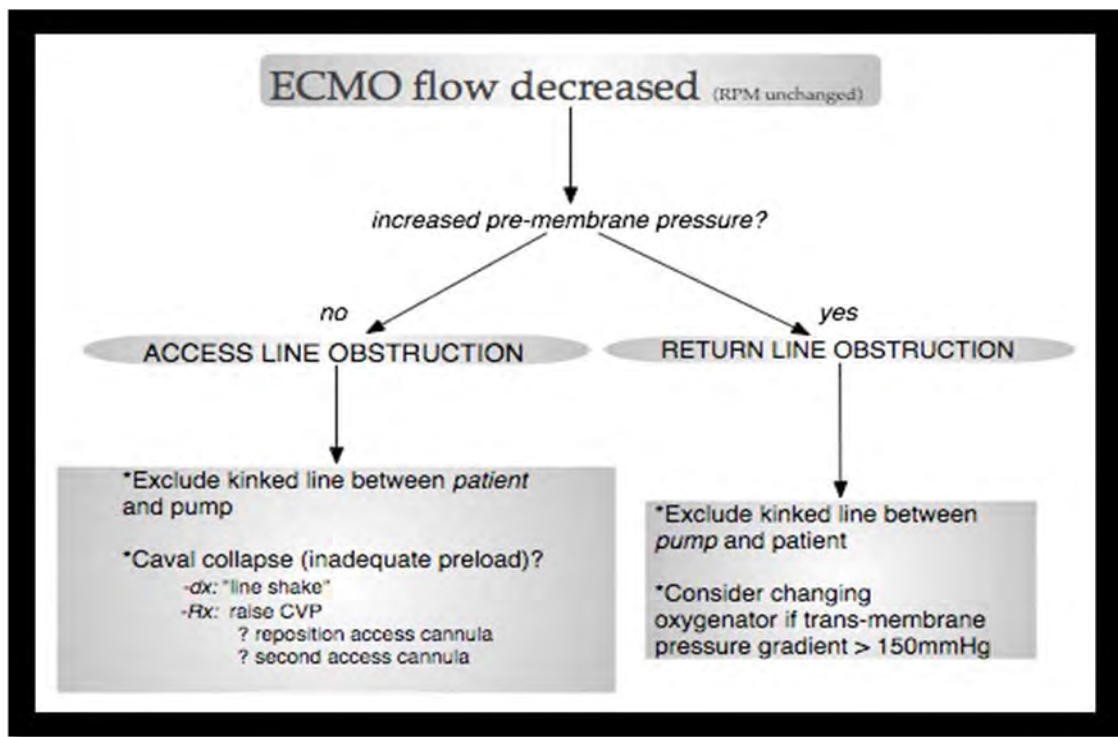 ECMO flow decreased (RPM unchanged)
increased pre-membrane pressure?
no
yes
ACCESS LINE OBSTRUCTION
RETURN LINE OBSTRUCTION
*Exclude kinked line between patient
and pump
*Caval collapse (inadequate preload)?
-dx: "line shake"
-Rx: raise CVP
? reposition access cannula
? second access cannula
*Exclude kinked line between
pump and patient
*Consider changing
oxygenator if trans-membrane
pressure gradient > 150mmHg